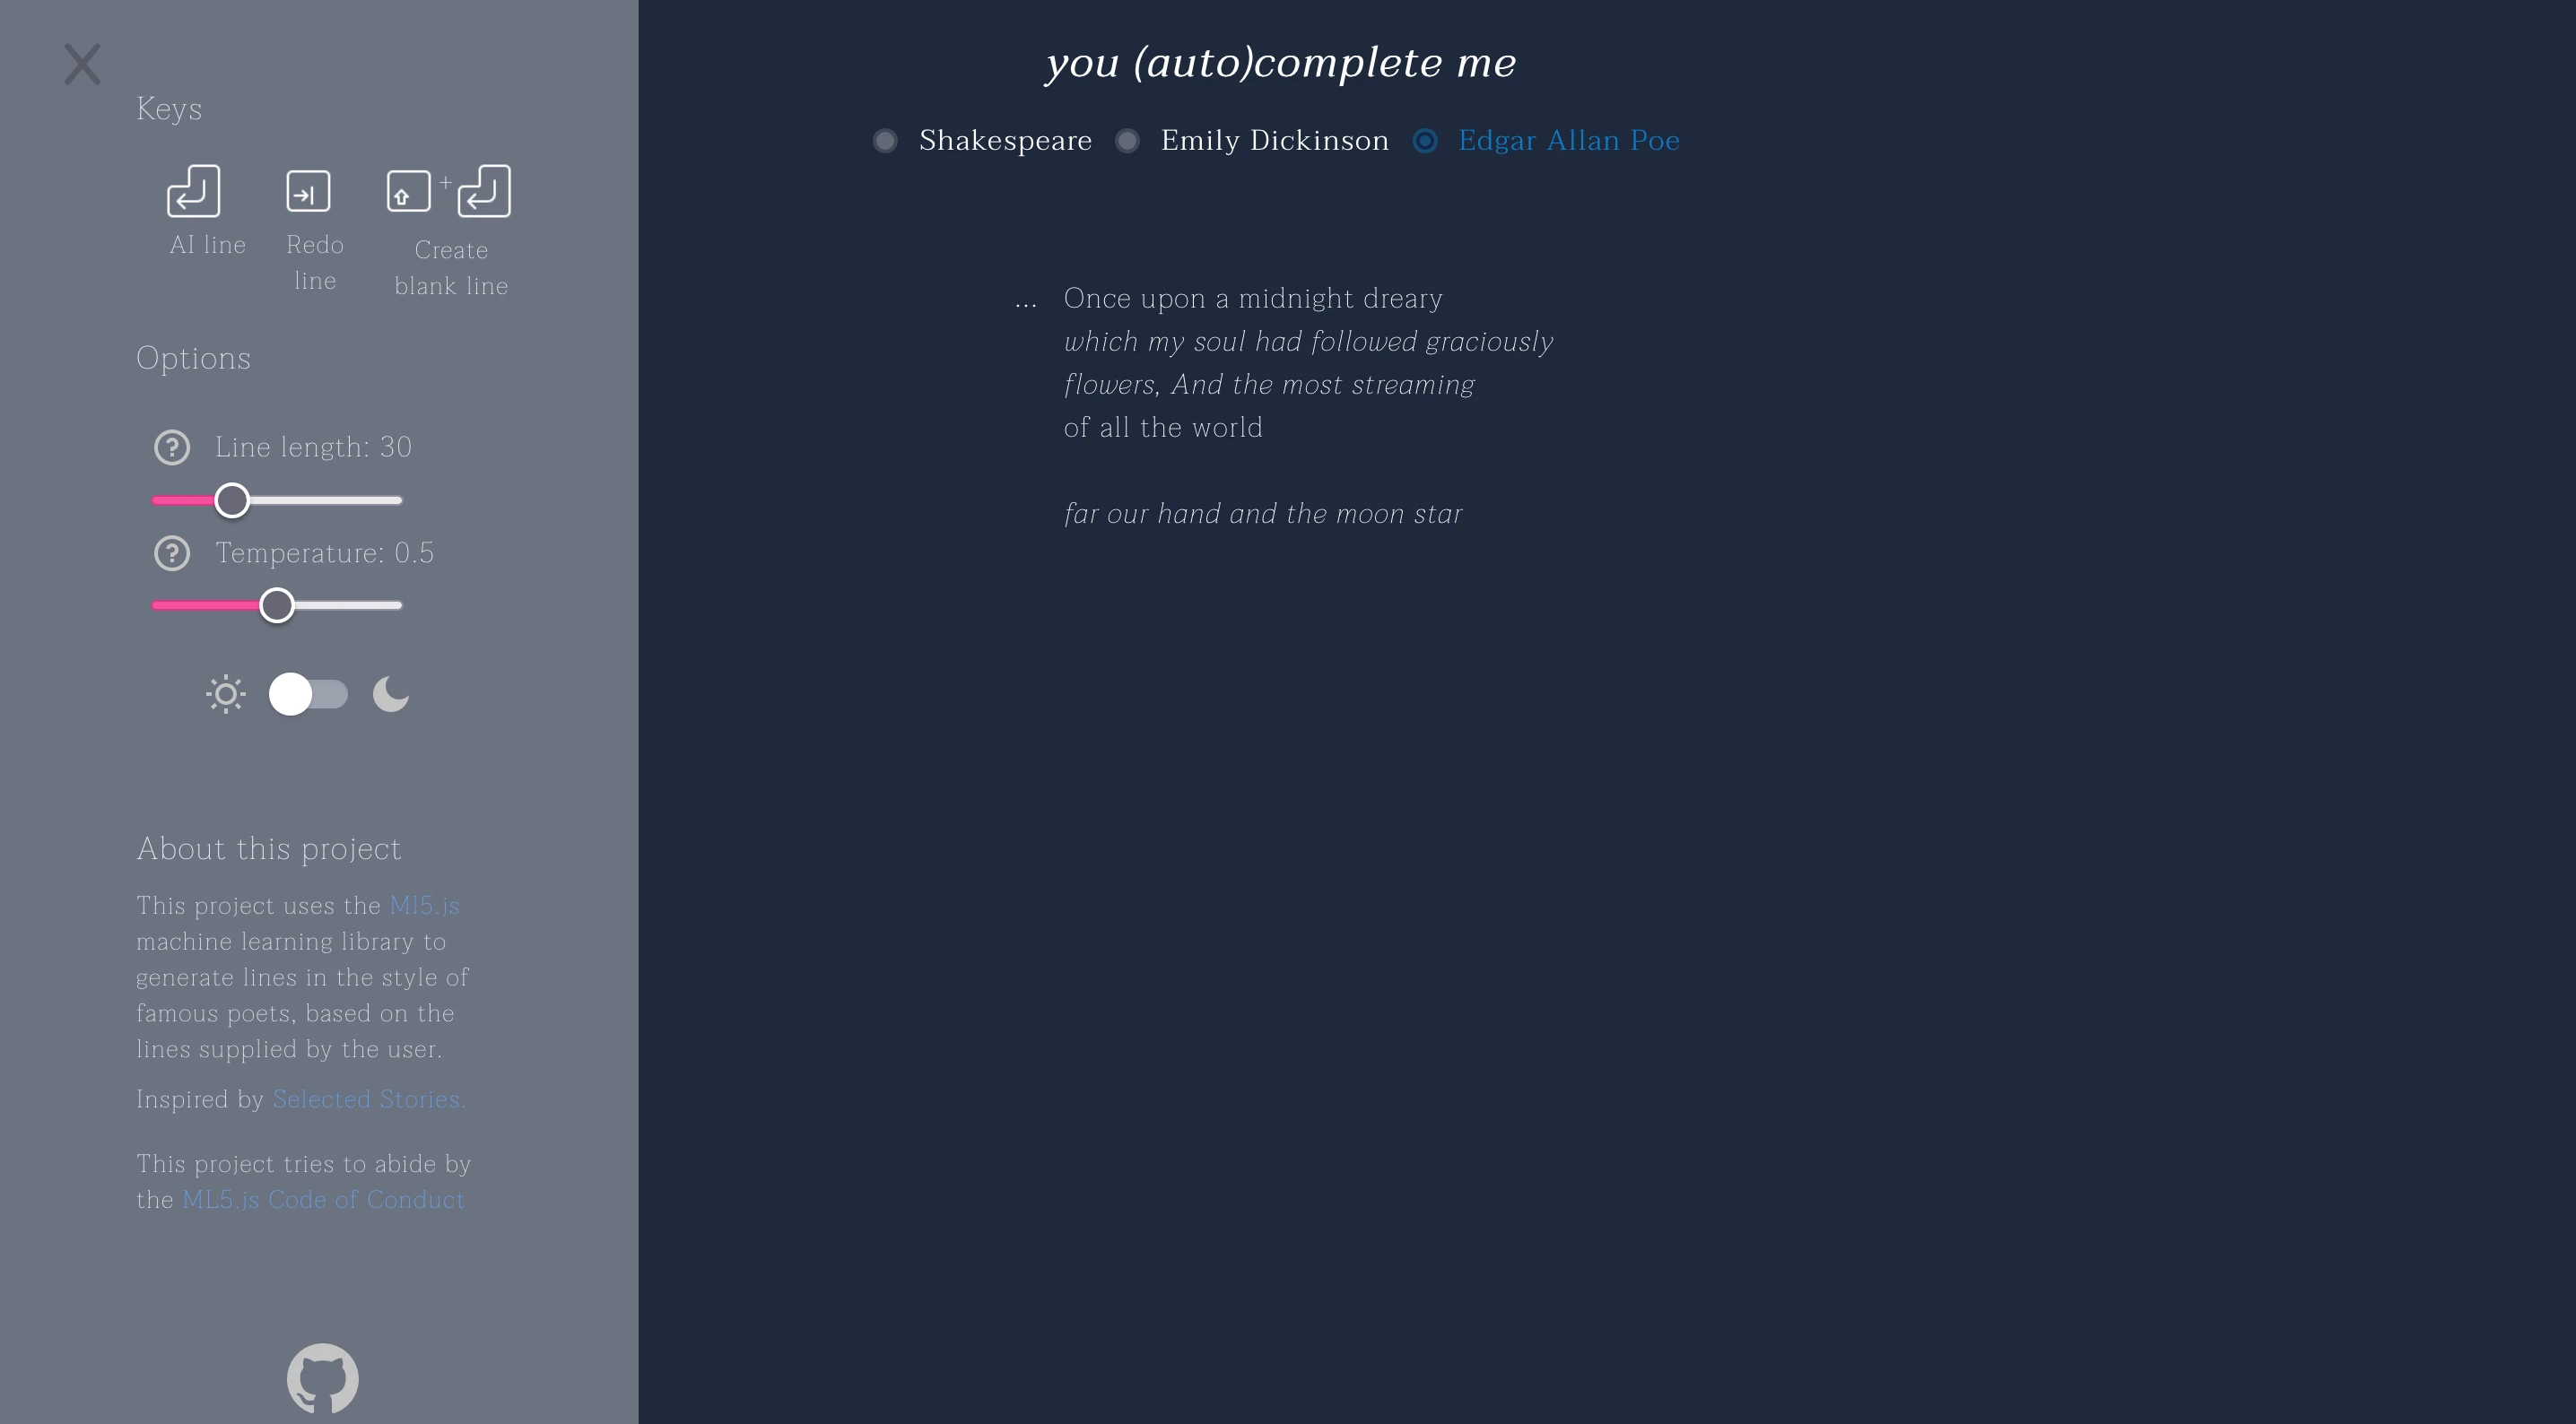 Keys
AI line
Redo
line
+
Create
blank line
Options
? Line length: 30
? Temperature: 0.5
About this project
This project uses the Ml5.js
machine learning library to
generate lines in the style of
famous poets, based on the
lines supplied by the user.
Inspired by Selected Stories.
This project tries to abide by
the ML5.js Code of Conduct
you (auto)complete me
Shakespeare Emily Dickinson Edgar Allan Poe
... Once upon a midnight dreary
which my soul had followed graciously
flowers, And the most streaming
of all the world
far our hand and the moon star